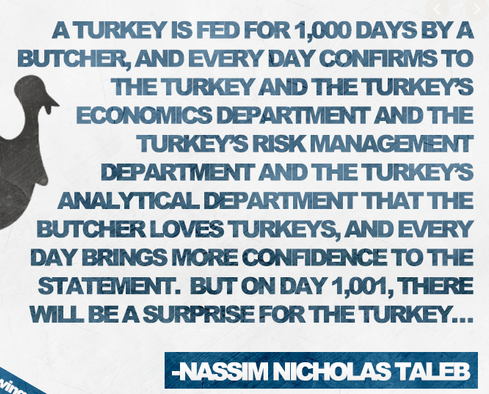 A TURKEY IS FED FOR 1,000 DAYS BY A
BUTCHER, AND EVERY DAY CONFIRMS TO
THE TURKEY AND THE TURKEY'S
ECONOMICS DEPARTMENT AND THE
TURKEY'S RISK MANAGEMENT
DEPARTMENT AND THE TURKEY'S
ANALYTICAL DEPARTMENT THAT THE
BUTCHER LOVES TURKEYS, AND EVERY
DAY BRINGS MORE CONFIDENCE TO THE
STATEMENT.  BUT ON DAY 1,001, THERE
WILL BE A SURPRISE FOR THE TURKEY...
-NASSIM NICHOLAS TALEB